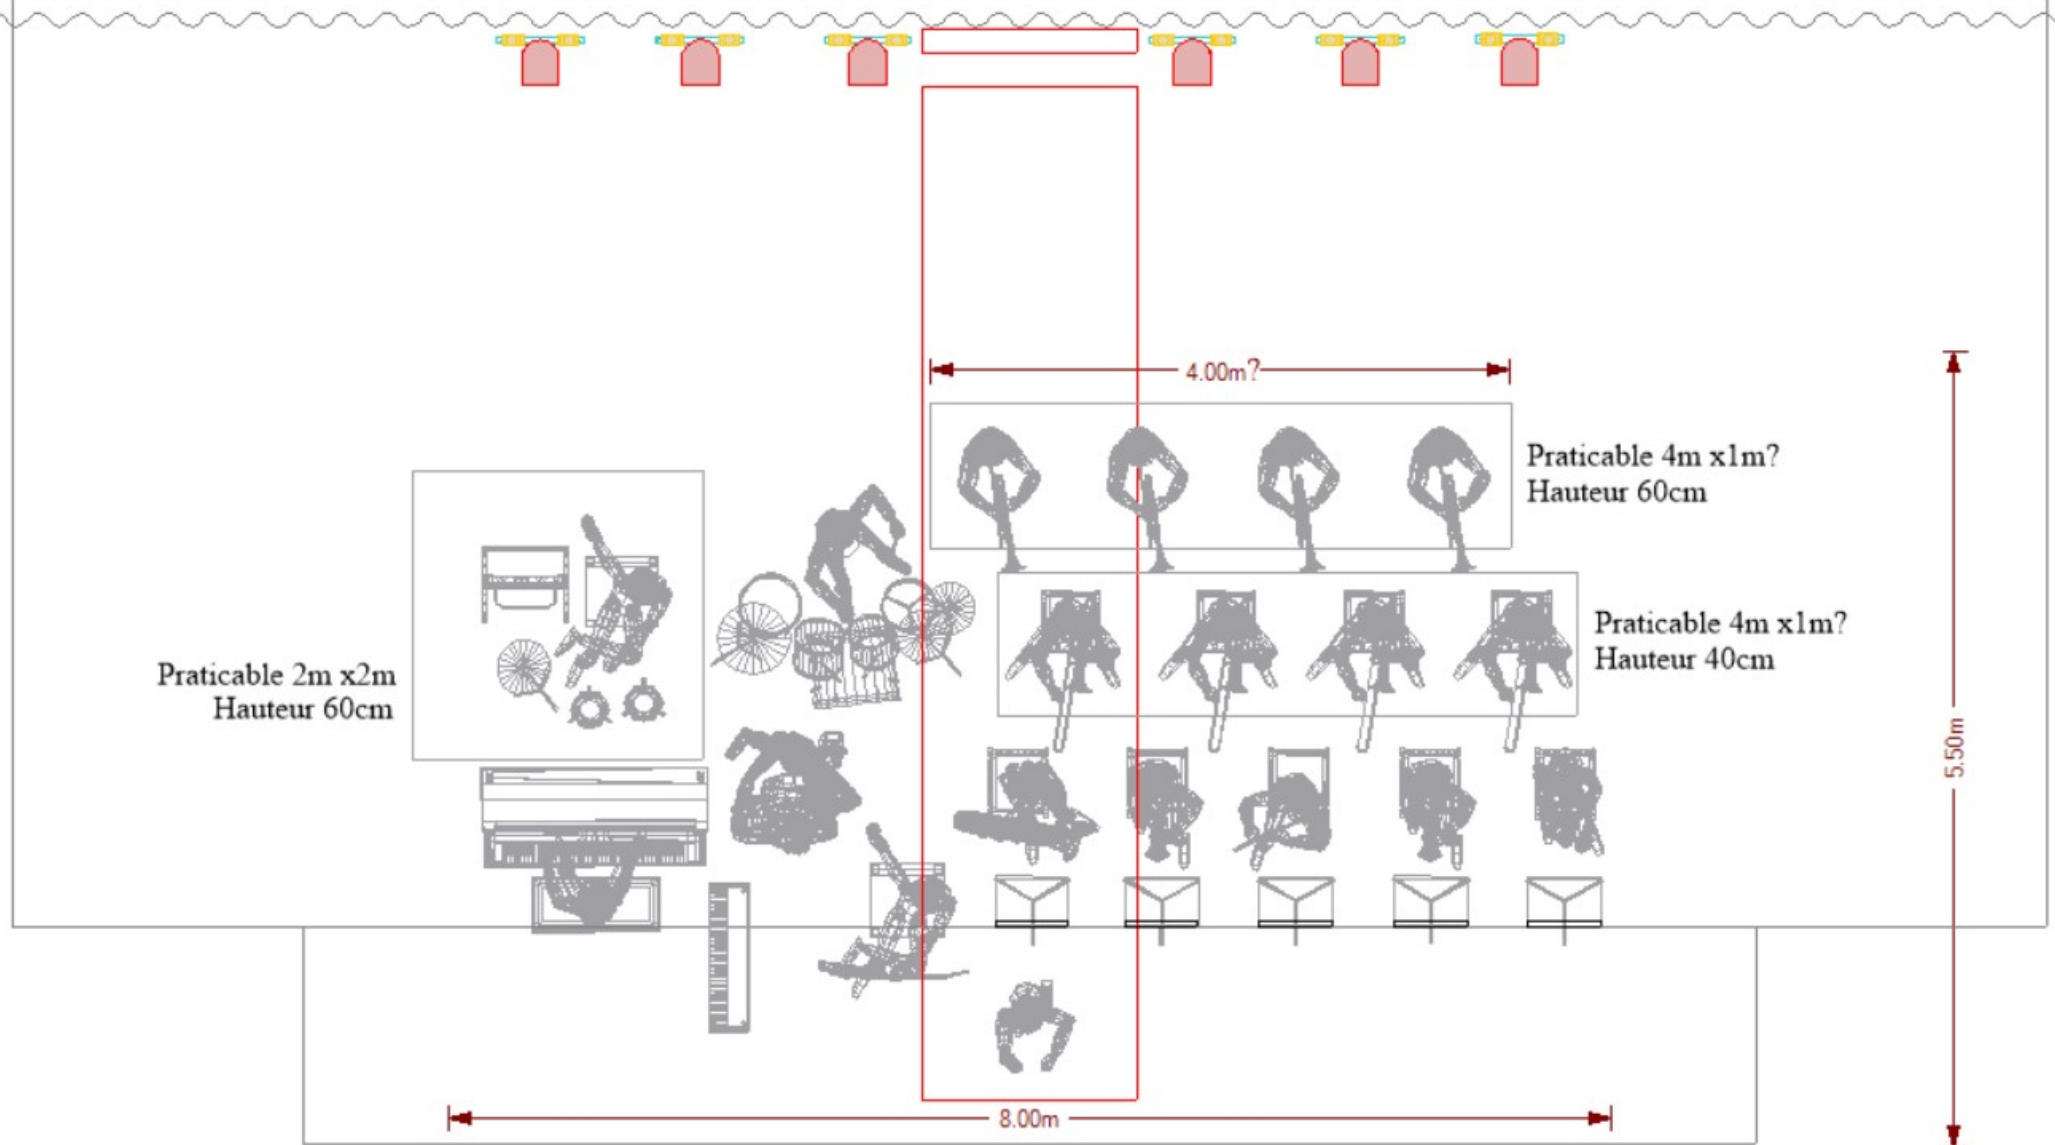 4.00m?
Praticable 4m x1m?
Hauteur 60cm
Praticable 4m x1m?
Hauteur 40cm
Praticable 2m x2m
Hauteur 60cm
5.50m
8.00m